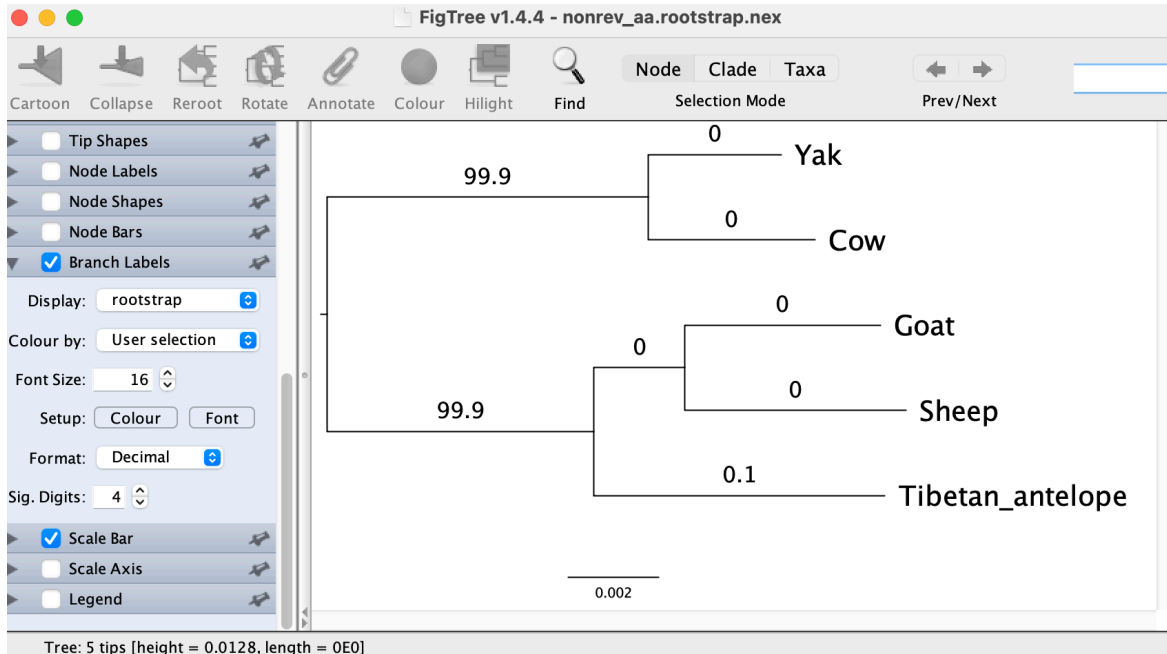 FigTree v1.4.4 - nonrev_aa.rootstrap.nex
Cartoon Collapse Reroot Rotate Annotate Colour Hilight Find
Node Clade Taxa
Selection Mode
Prev/Next
Tip Shapes
Node Labels
Node Shapes
Node Bars
Branch Labels
Display: rootstrap
Colour by: User selection
Font Size: 16
Setup: Colour Font
Format: Decimal
Sig. Digits: 4
Scale Bar
Scale Axis
Legend
0
Yak
99.9
0
Cow
0
Goat
0
0
Sheep
99.9
0.1
Tibetan_antelope
0.002
Tree: 5 tips [height = 0.0128, length = 0E0]